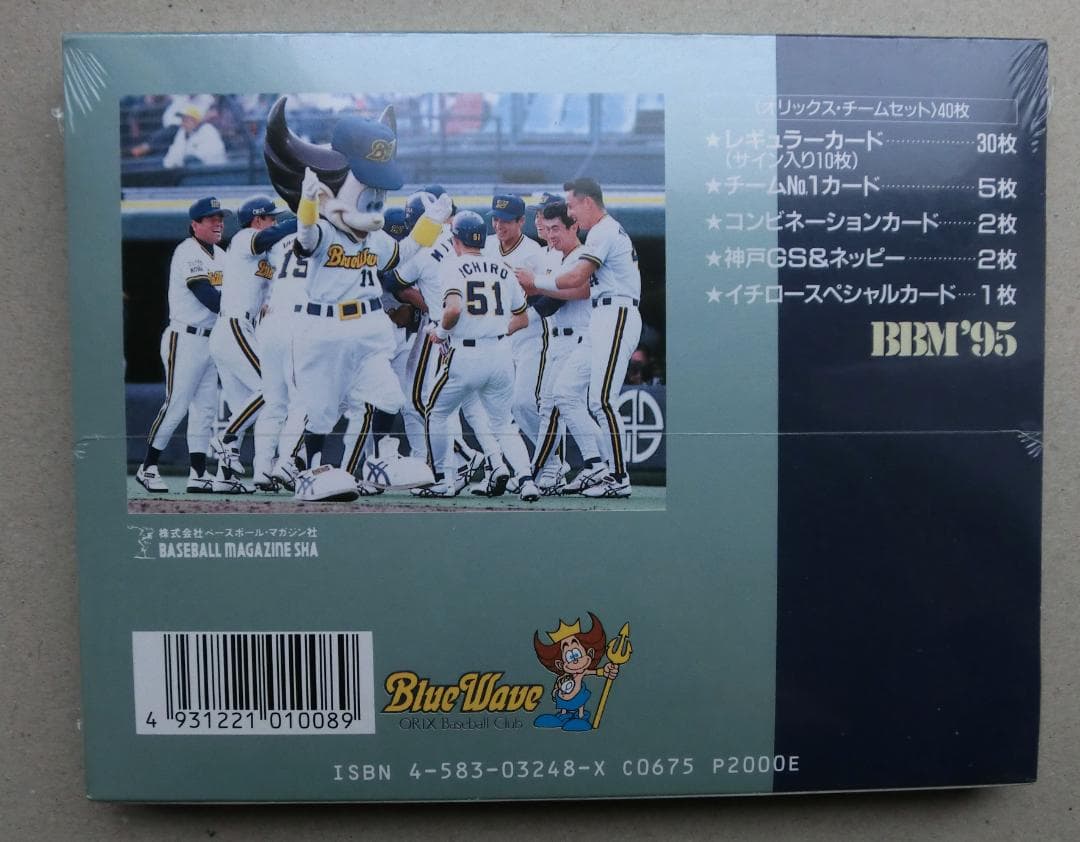 〈オリックス・チームセット〉40枚
★レギュラーカード…………30枚
(サイン入り10枚)
★チームNo.1カード…………5枚
★コンビネーションカード……2枚
★神戸GS&ネッピー…………2枚
★イチロースペシャルカード…1枚
BBM'95
BlueWave
11
15
ICHIRO
51
51
株式会社ベースボール・マガジン社
BASEBALL MAGAZINE SHA
4 931221 010089
BlueWave
ORIX Baseball Club
ISBN 4-583-03248-X C0675 P2000E